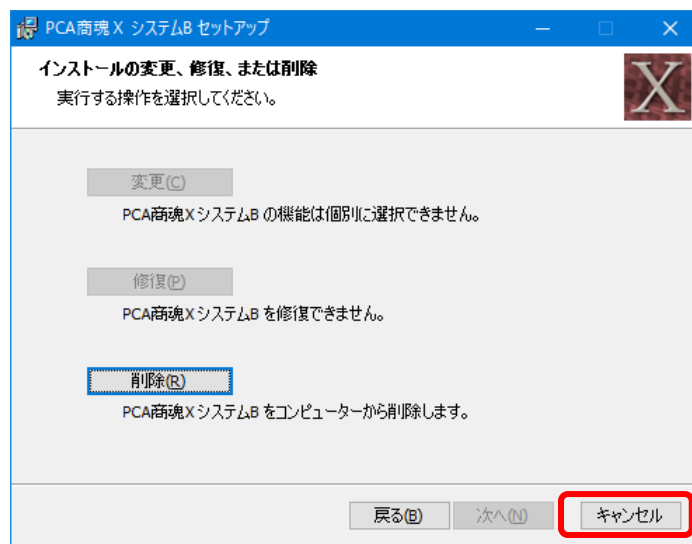 PCA商魂X システムB セットアップ
インストールの変更、修復、または削除
実行する操作を選択してください。
X
変更(C)
PCA商魂X システムB の機能は個別に選択できません。
修復(P)
PCA商魂X システムB を修復できません。
削除(R)
PCA商魂X システムB をコンピューターから削除します。
戻る(B) 次へ(N) キャンセル